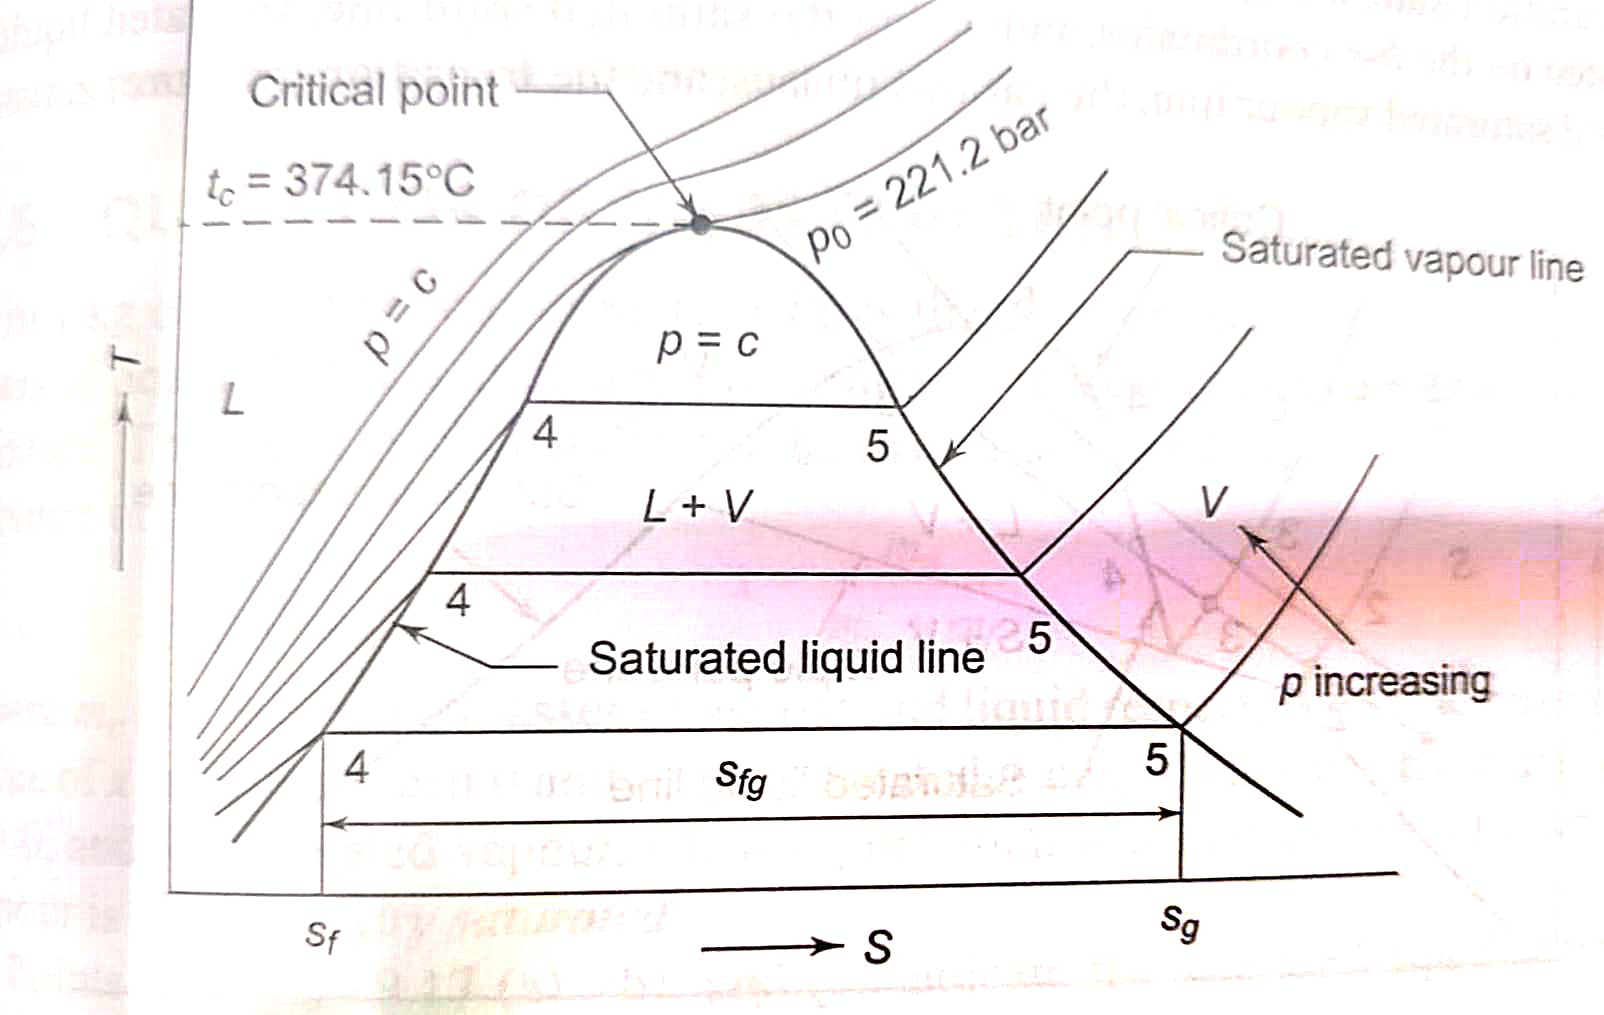 Critical point
t_c = 374.15°C
p_0 = 221.2 bar
Saturated vapour line
p = c
p = c
T
L
4
5
L + V
V
4
5
Saturated liquid line
p increasing
4
5
s_fg
s_f
s_g
S